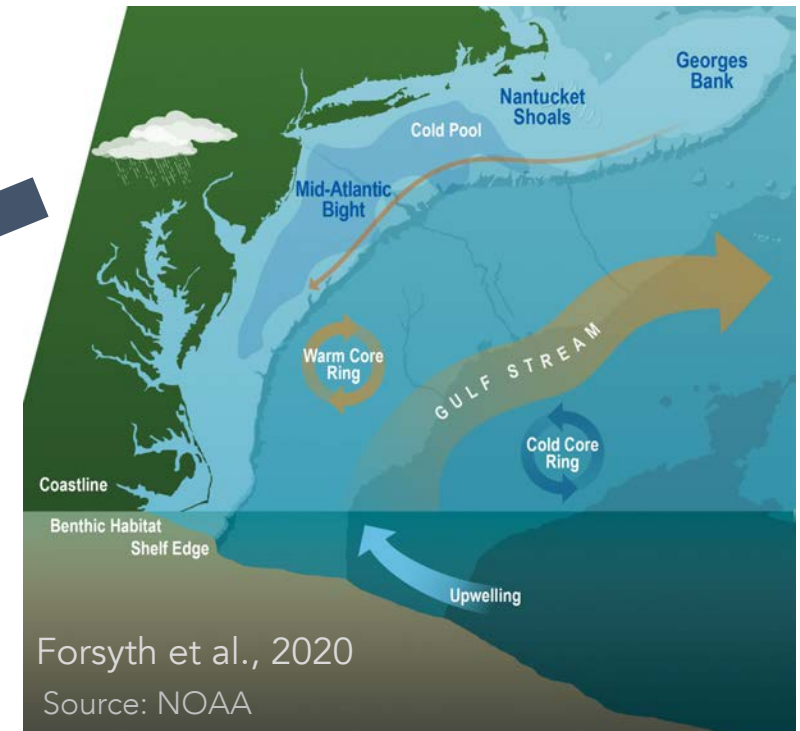 Georges
Bank
Nantucket
Shoals
Cold Pool
Mid-Atlantic
Bight
Warm Core
Ring
GULF STREAM
Cold Core
Ring
Coastline
Benthic Habitat
Shelf Edge
Upwelling
Forsyth et al., 2020
Source: NOAA